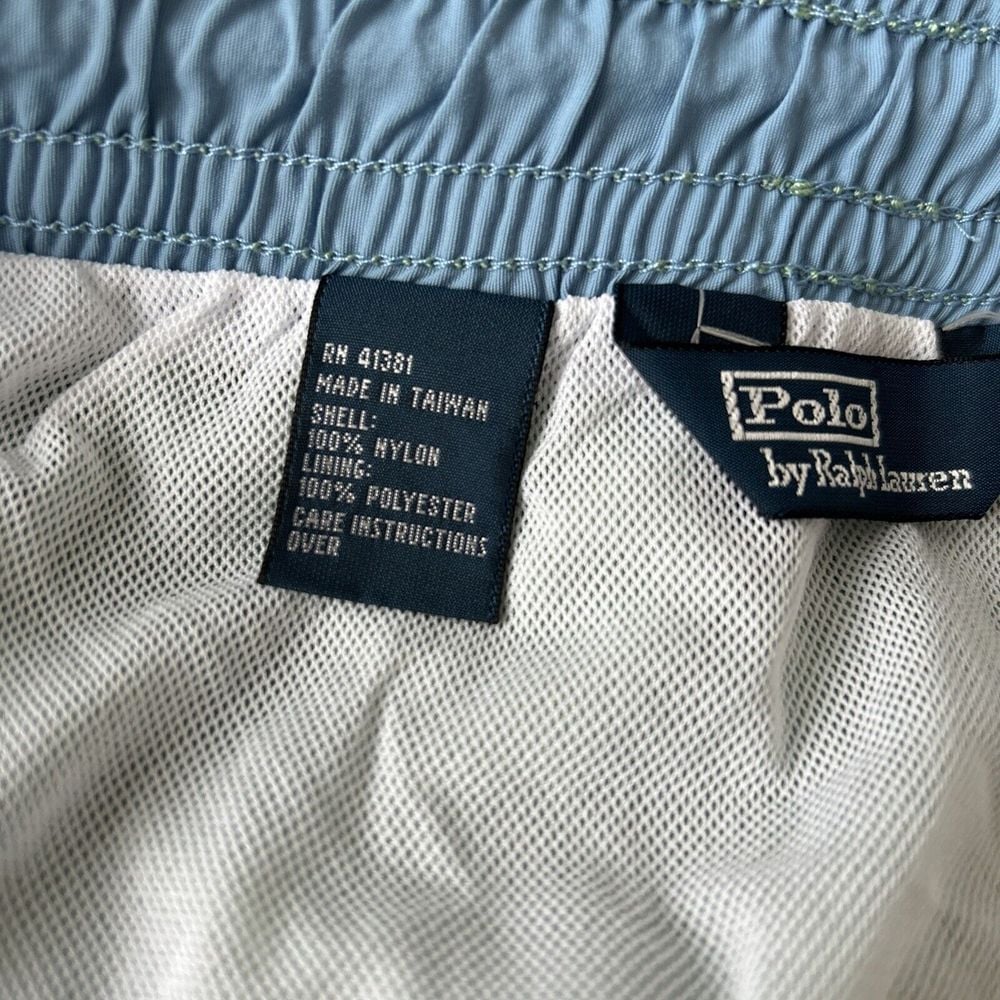 RN 41381
MADE IN TAIWAN
SHELL:
100% NYLON
LINING:
100% POLYESTER
CARE INSTRUCTIONS
OVER
Polo
by Ralph Lauren